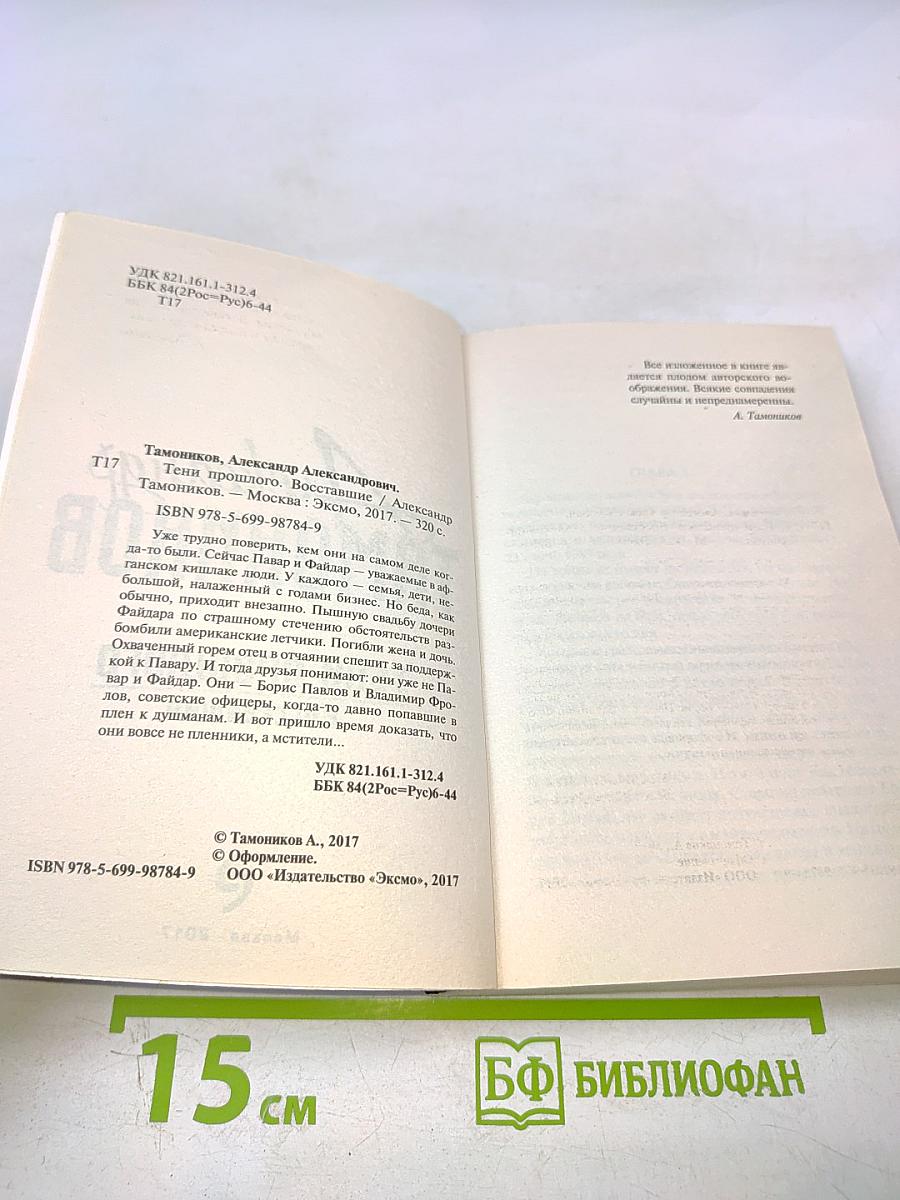 УДК 821.161.1-312.4
ББК 84(2Рос=Рус)6-44
Т17
Тамоников, Александр Александрович.
Т17 Тени прошлого. Восставшие / Александр
Тамоников. — Москва : Эксмо, 2017. — 320 с.
ISBN 978-5-699-98784-9
Уже трудно поверить, кем они на самом деле ког-
да-то были. Сейчас Павар и Файдар — уважаемые в аф-
ганском кишлаке люди. У каждого — семья, дети, не-
большой, налаженный с годами бизнес. Но беда, как
обычно, приходит внезапно. Пышную свадьбу дочери
Файдара по страшному стечению обстоятельств раз-
бомбили американские летчики. Погибли жена и дочь.
Охваченный горем отец в отчаянии спешит за поддерж-
кой к Павару. И тогда друзья понимают: они уже не Па-
вар и Файдар. Они — Борис Павлов и Владимир Фро-
лов, советские офицеры, когда-то давно попавшие в
плен к душманам. И вот пришло время доказать, что
они вовсе не пленники, а мстители...
УДК 821.161.1-312.4
ББК 84(2Рос=Рус)6-44
© Тамоников А., 2017
© Оформление.
ISBN 978-5-699-98784-9 ООО «Издательство «Эксмо», 2017
Все изложенное в книге яв-
ляется плодом авторского во-
ображения. Всякие совпадения
случайны и непреднамеренны.
А. Тамоников
15 см
БФ БИБЛИОФАН